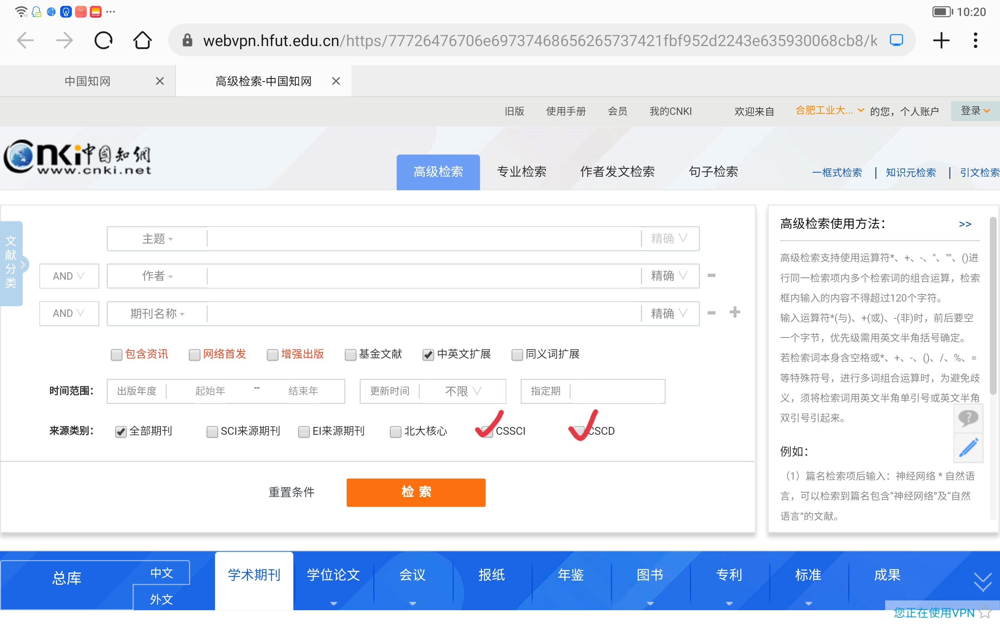 10:20
webvpn.hfut.edu.cn/https/77726476706e69737468656265737421fbf952d2243e635930068cb8/k
中国知网
高级检索-中国知网
旧版 使用手册 会员 我的CNKI 欢迎来自 合肥工业大... 的您，个人账户 登录
cnki中国知網
www.cnki.net
高级检索 专业检索 作者发文检索 句子检索 一框式检索 | 知识元检索 | 引文检索
文献分类
主题 精确
AND 作者 精确 -
AND 期刊名称 精确 - +
包含资讯 网络首发 增强出版 基金文献 中英文扩展 同义词扩展
时间范围： 出版年度 起始年 -- 结束年 更新时间 不限 指定期
来源类别： 全部期刊 SCI来源期刊 EI来源期刊 北大核心 CSSCI CSCD
重置条件 检索
高级检索使用方法： >>
高级检索支持使用运算符*、+、-、''、""、()进
行同一检索项内多个检索词的组合运算，检索
框内输入的内容不得超过120个字符。
输入运算符*(与)、+(或)、-(非)时，前后要空
一个字节，优先级需用英文半角括号确定。
若检索词本身含空格或*、+、-、()、/、%、=
等特殊符号，进行多词组合运算时，为避免歧
义，须将检索词用英文半角单引号或英文半角
双引号引起来。
例如：
（1）篇名检索项后输入：神经网络 * 自然语
言，可以检索到篇名包含“神经网络”及“自然
语言”的文献。
总库 中文 外文 学术期刊 学位论文 会议 报纸 年鉴 图书 专利 标准 成果
您正在使用VPN